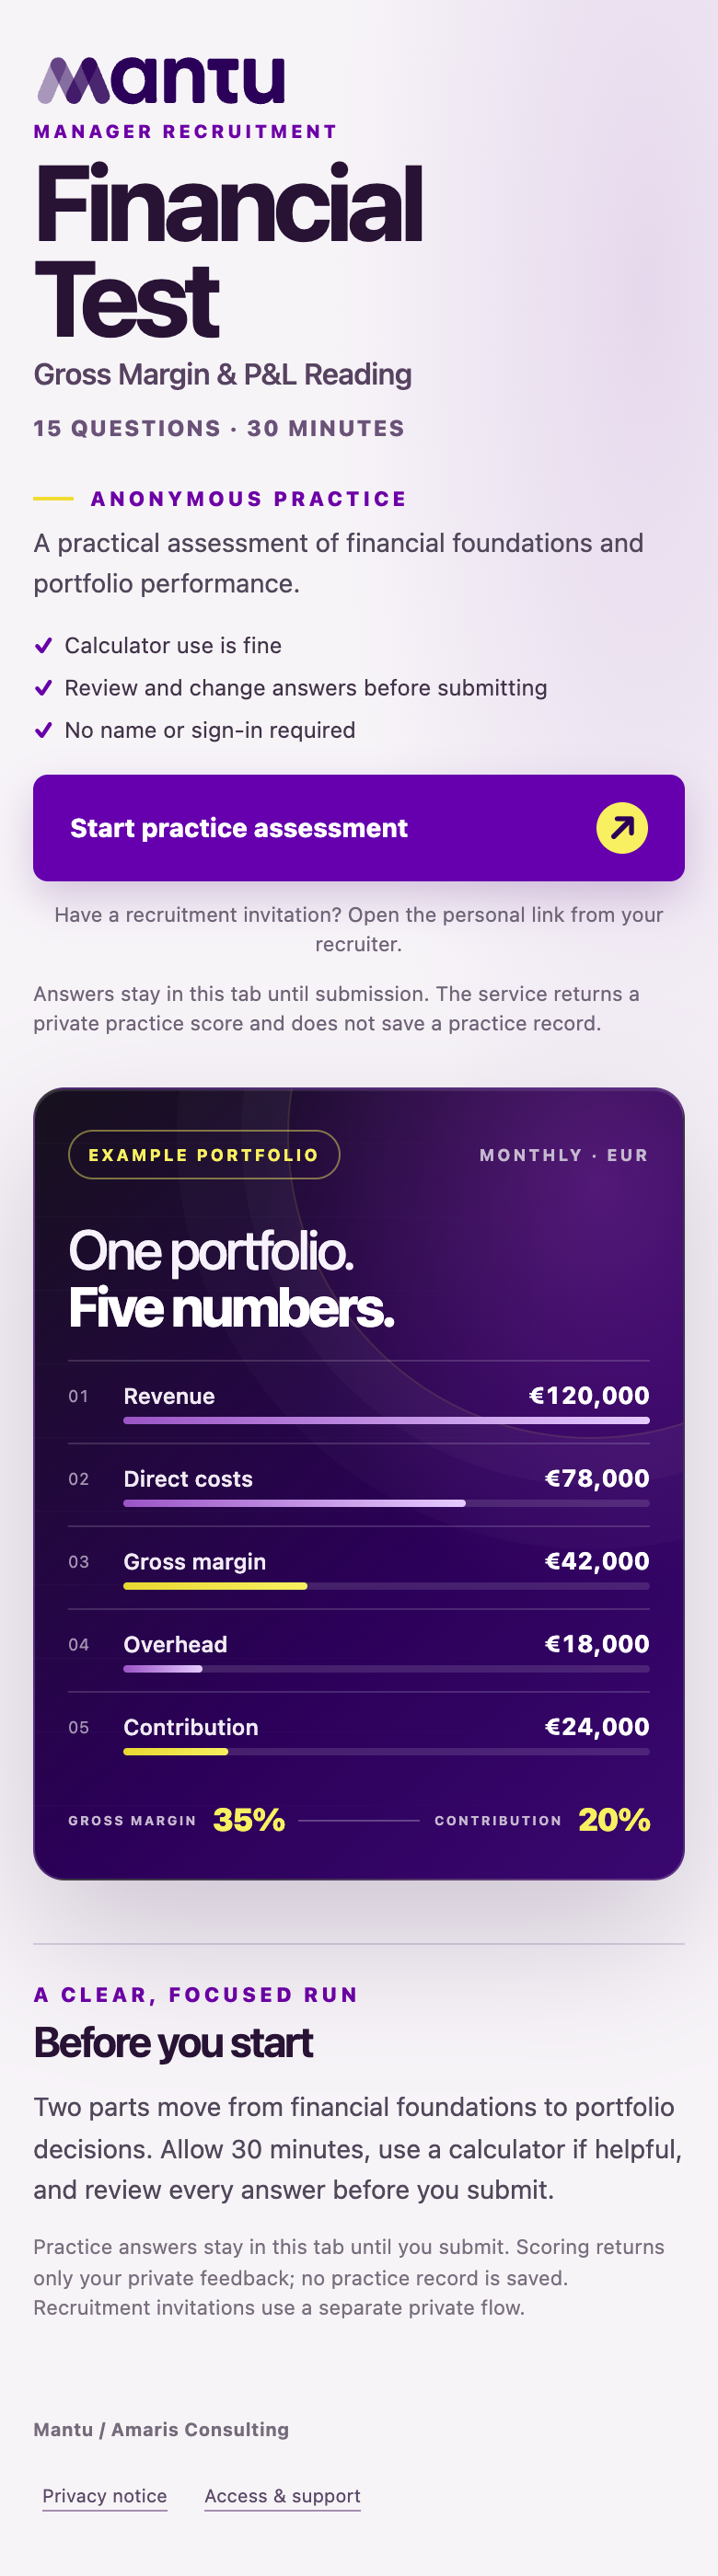 mantu
MANAGER RECRUITMENT
Financial
Test
Gross Margin & P&L Reading
15 QUESTIONS · 30 MINUTES
ANONYMOUS PRACTICE
A practical assessment of financial foundations and
portfolio performance.
Calculator use is fine
Review and change answers before submitting
No name or sign-in required
Start practice assessment
Have a recruitment invitation? Open the personal link from your
recruiter.
Answers stay in this tab until submission. The service returns a
private practice score and does not save a practice record.
EXAMPLE PORTFOLIO
MONTHLY · EUR
One portfolio.
Five numbers.
01 Revenue €120,000
02 Direct costs €78,000
03 Gross margin €42,000
04 Overhead €18,000
05 Contribution €24,000
GROSS MARGIN 35% CONTRIBUTION 20%
A CLEAR, FOCUSED RUN
Before you start
Two parts move from financial foundations to portfolio
decisions. Allow 30 minutes, use a calculator if helpful,
and review every answer before you submit.
Practice answers stay in this tab until you submit. Scoring returns
only your private feedback; no practice record is saved.
Recruitment invitations use a separate private flow.
Mantu / Amaris Consulting
Privacy notice Access & support